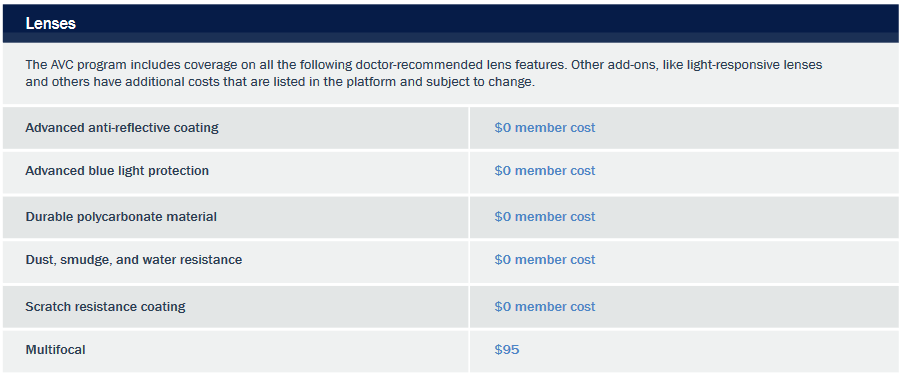 Lenses
The AVC program includes coverage on all the following doctor-recommended lens features. Other add-ons, like light-responsive lenses
and others have additional costs that are listed in the platform and subject to change.
Advanced anti-reflective coating $0 member cost
Advanced blue light protection $0 member cost
Durable polycarbonate material $0 member cost
Dust, smudge, and water resistance $0 member cost
Scratch resistance coating $0 member cost
Multifocal $95